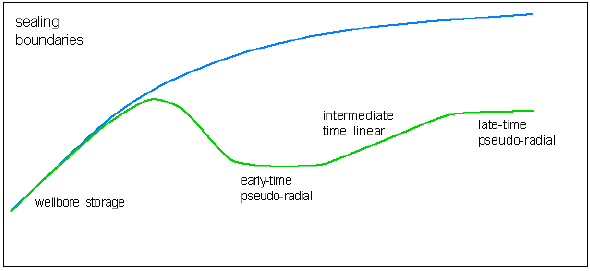 sealing
boundaries
intermediate
time linear
late-time
pseudo-radial
early-time
pseudo-radial
wellbore storage